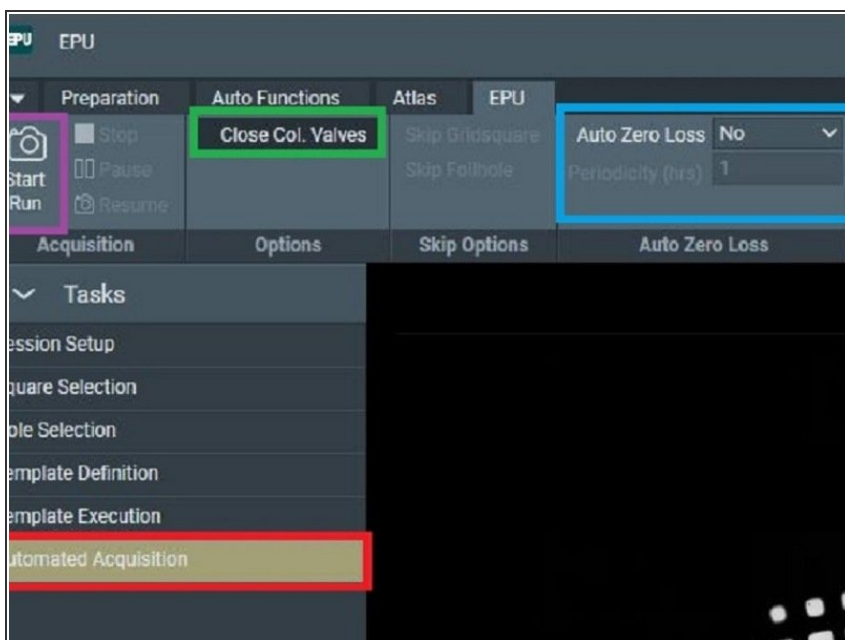 EPU EPU
Preparation Auto Functions Atlas EPU
Stop Close Col. Valves Skip Gridsquare Auto Zero Loss No
Start Pause Skip Foilhole Periodicity (hrs) 1
Run Resume
Acquisition Options Skip Options Auto Zero Loss
Tasks
ession Setup
quare Selection
ole Selection
emplate Definition
emplate Execution
utomated Acquisition